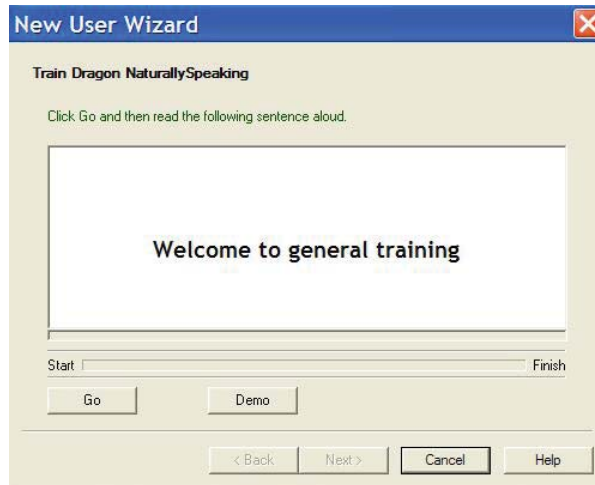 New User Wizard
Train Dragon NaturallySpeaking
Click Go and then read the following sentence aloud.
Welcome to general training
Start Finish
Go Demo
< Back Next > Cancel Help